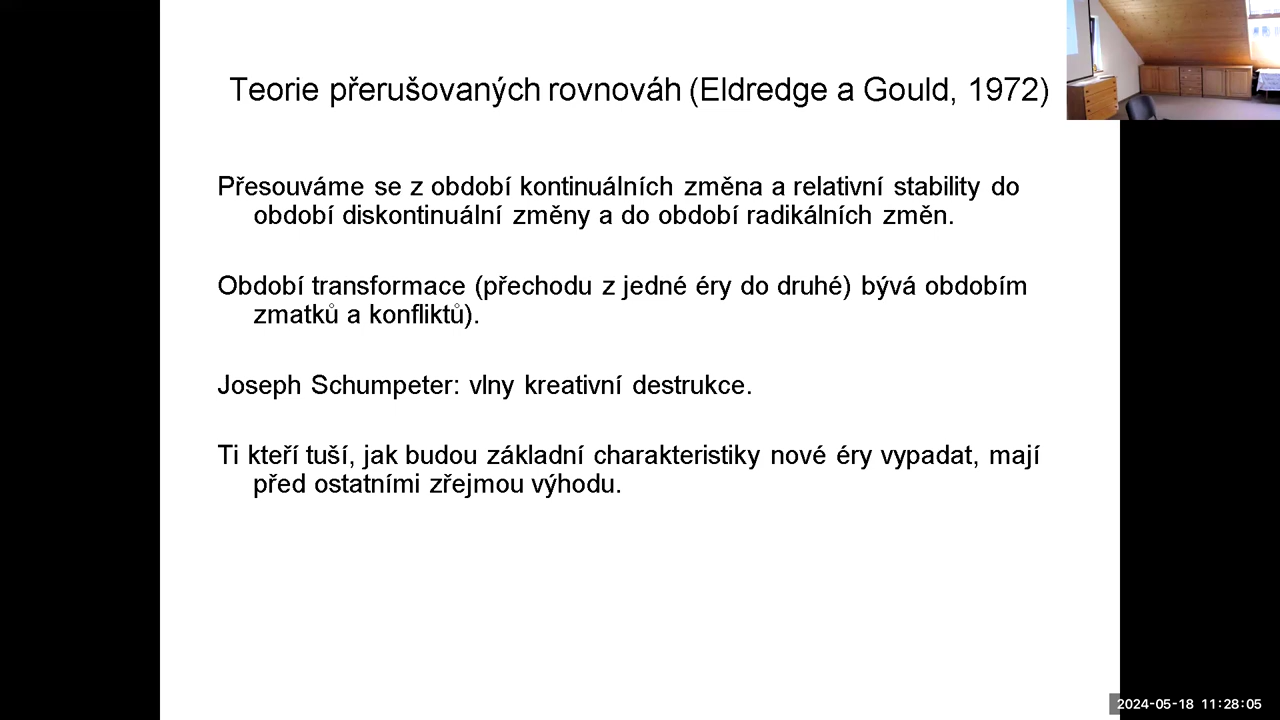 Teorie přerušovaných rovnováh (Eldredge a Gould, 1972)
Přesouváme se z období kontinuálních změna a relativní stability do
období diskontinuální změny a do období radikálních změn.
Období transformace (přechodu z jedné éry do druhé) bývá obdobím
zmatků a konfliktů).
Joseph Schumpeter: vlny kreativní destrukce.
Ti kteří tuší, jak budou základní charakteristiky nové éry vypadat, mají
před ostatními zřejmou výhodu.
2024-05-18 11:28:05